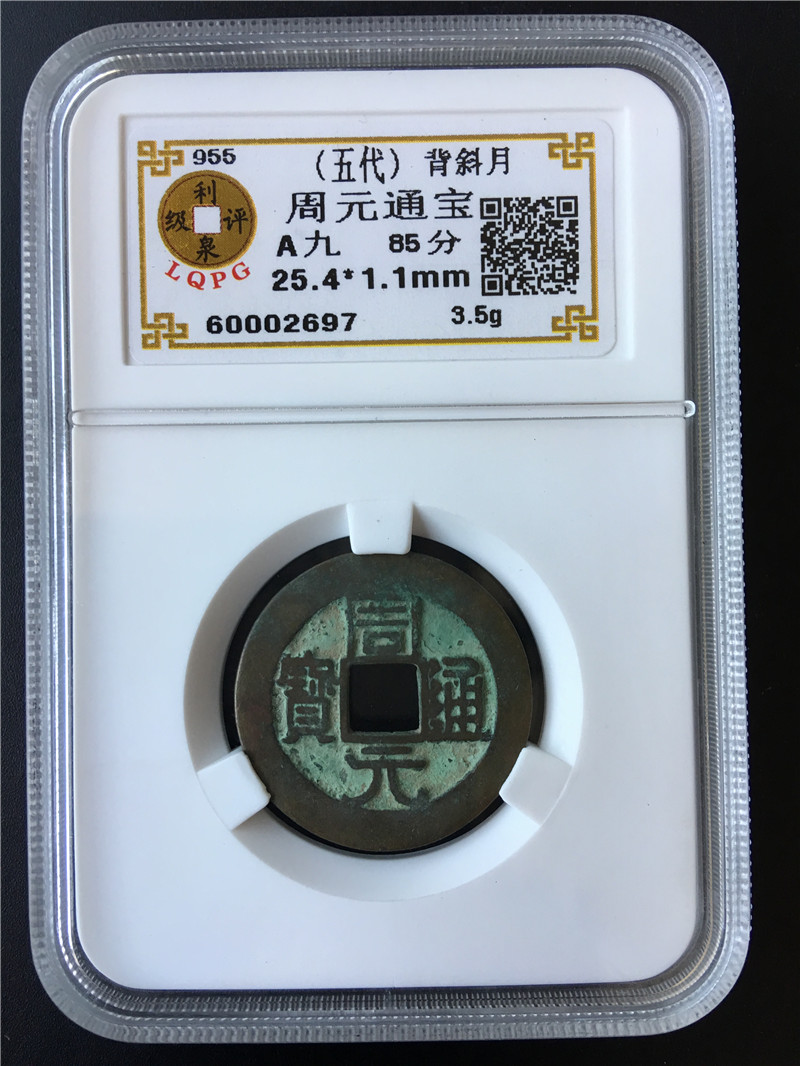 955
（五代）背斜月
利泉评级
LQPG
周元通宝
A九 85分
25.4*1.1mm
60002697
3.5g
周元通寳